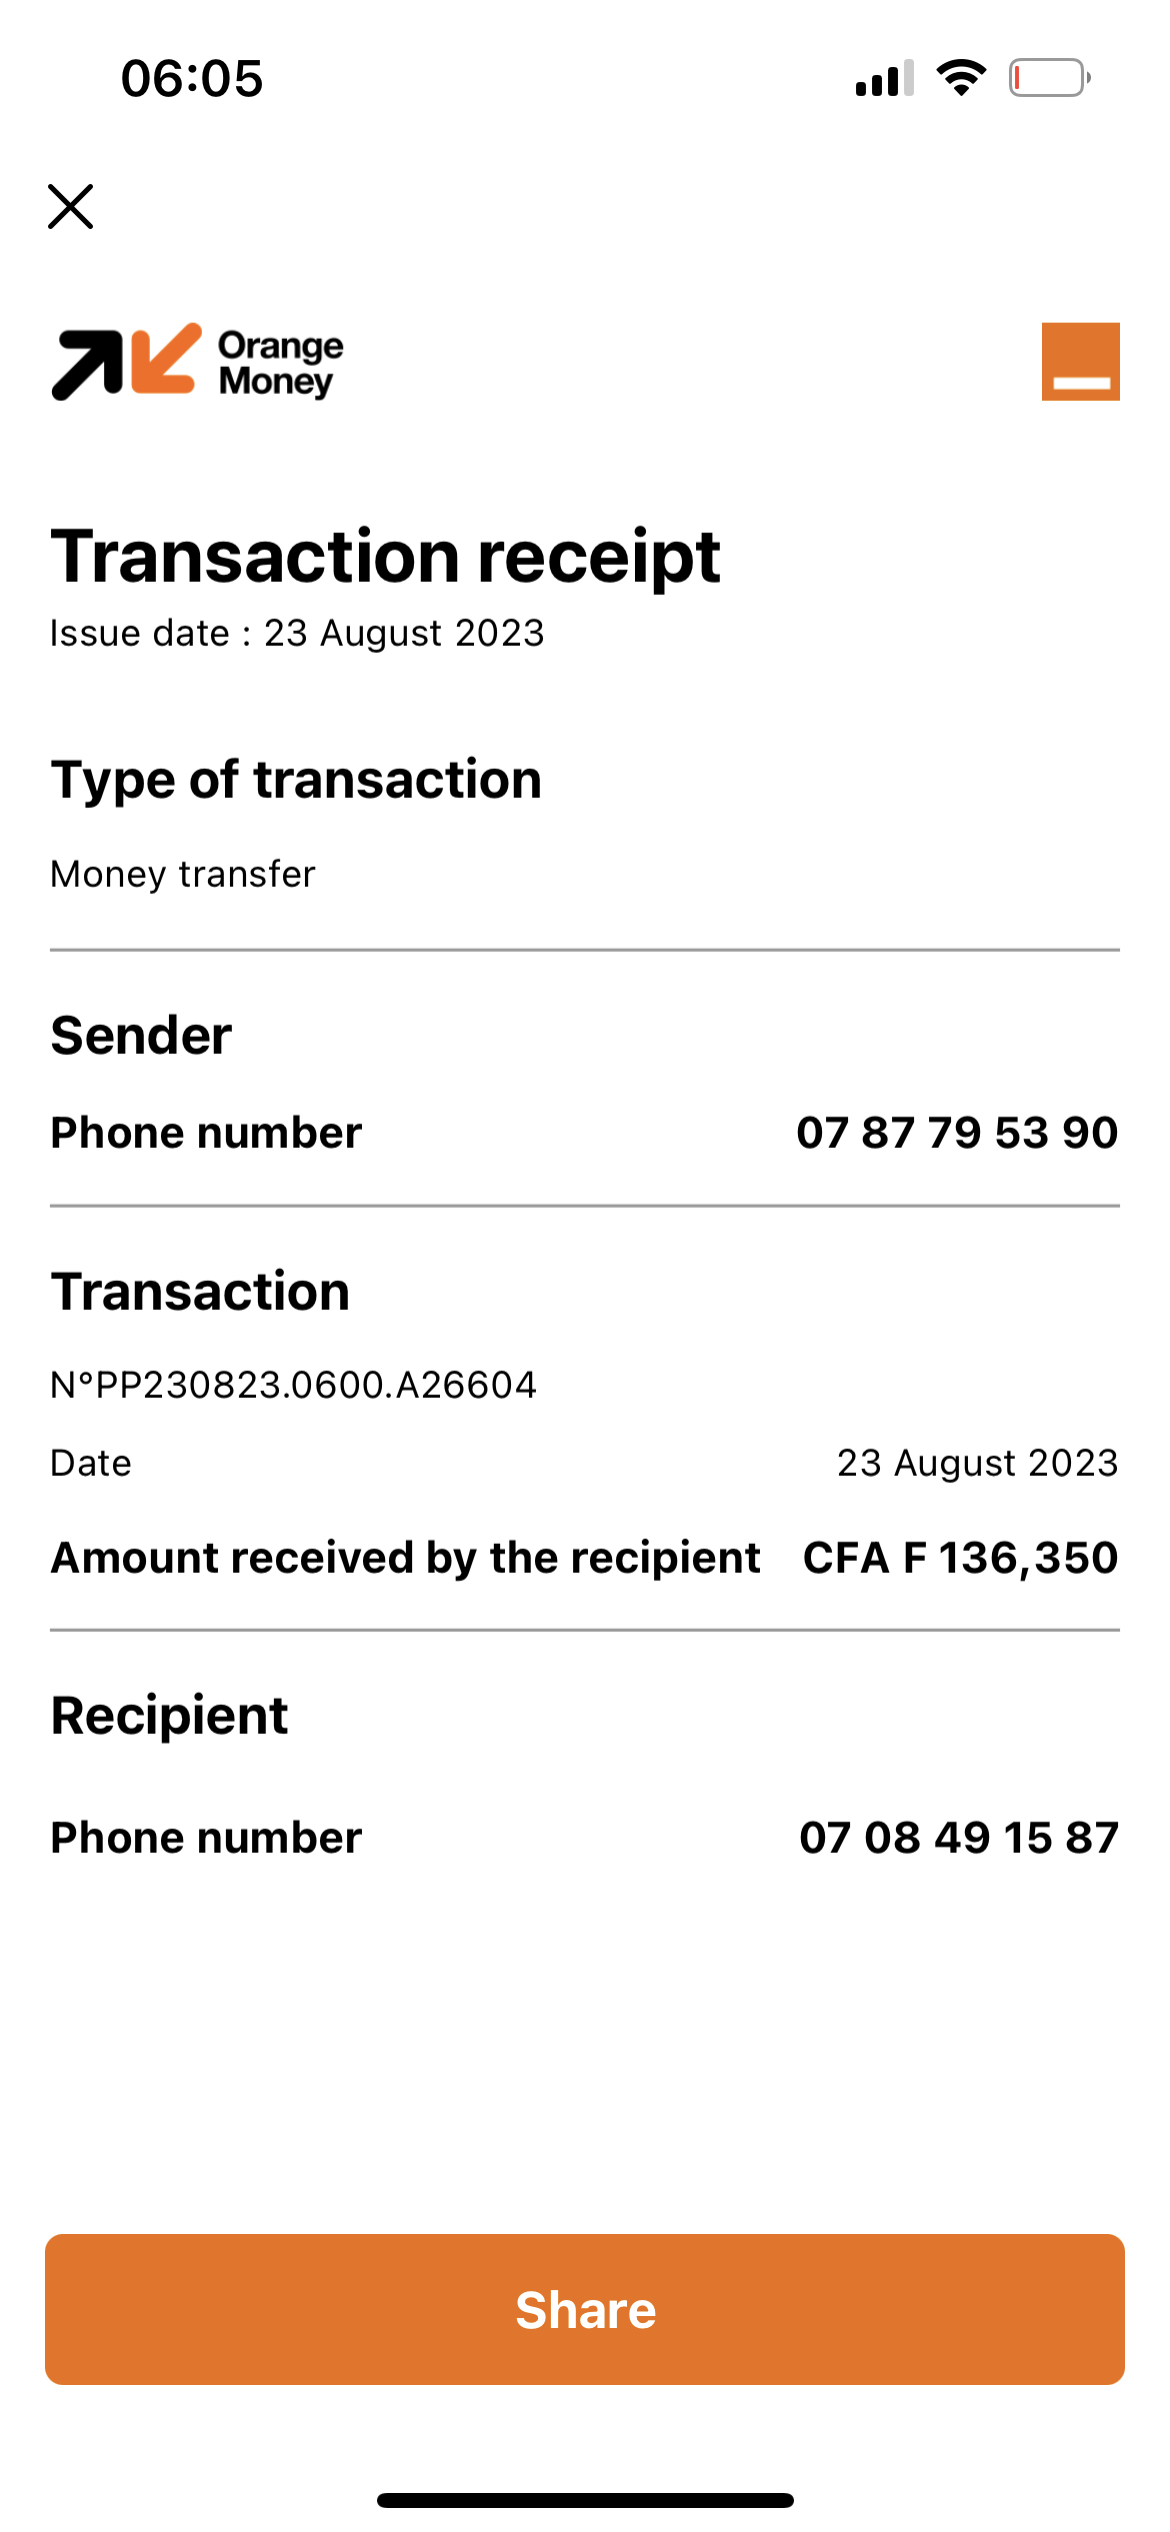 06:05
Orange
Money
Transaction receipt
Issue date : 23 August 2023
Type of transaction
Money transfer
Sender
Phone number 07 87 79 53 90
Transaction
N°PP230823.0600.A26604
Date 23 August 2023
Amount received by the recipient CFA F 136,350
Recipient
Phone number 07 08 49 15 87
Share